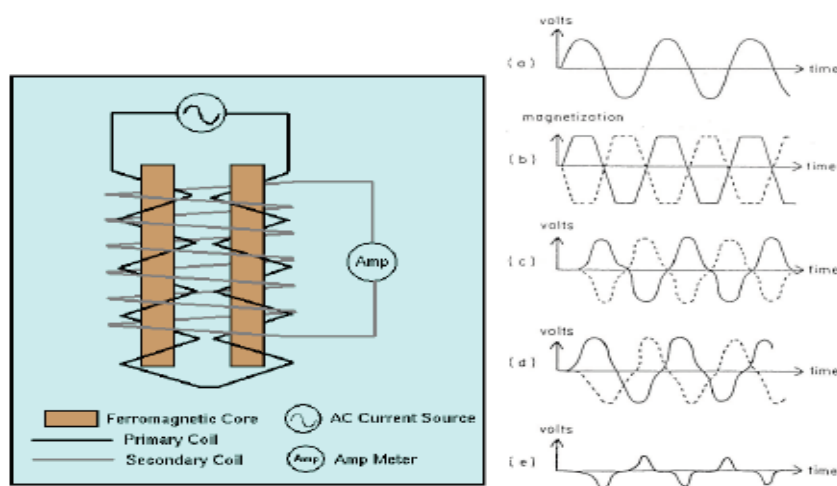 Amp
Ferromagnetic Core
AC Current Source
Primary Coil
Secondary Coil
Amp
Amp Meter
volts
(a)
time
magnetization
(b)
time
volts
(c)
time
volts
(d)
time
volts
(e)
time